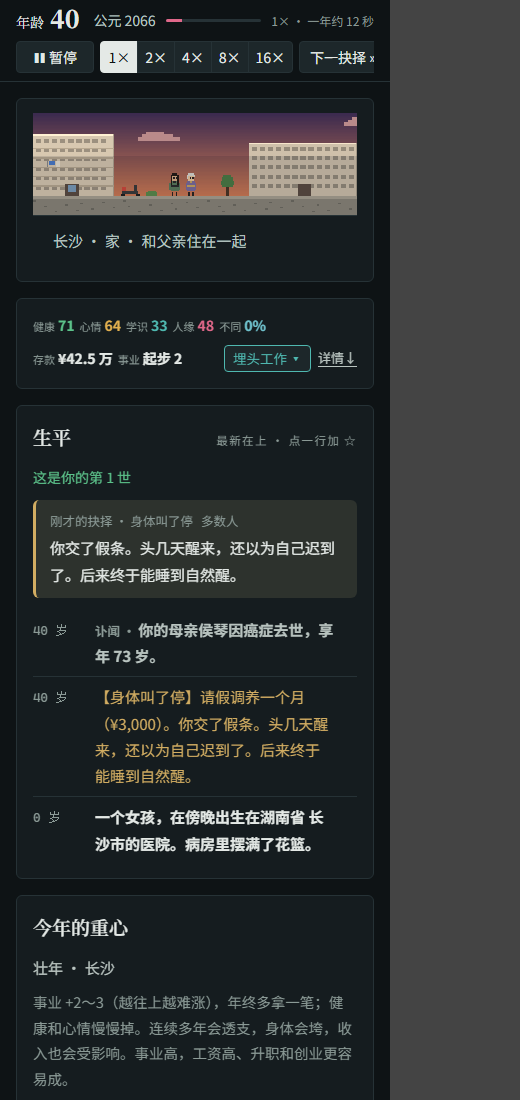 年龄 40 公元 2066 1× · 一年约 12 秒
暂停 1× 2× 4× 8× 16× 下一抉择 »
长沙 · 家 · 和父亲住在一起
健康 71 心情 64 学识 33 人缘 48 不同 0%
存款 ¥42.5 万 事业 起步 2 埋头工作 ▾ 详情↓
生平 最新在上 · 点一行加 ☆
这是你的第 1 世
刚才的抉择 · 身体叫了停 多数人
你交了假条。头几天醒来，还以为自己迟到
了。后来终于能睡到自然醒。
40 岁 讣闻 · 你的母亲侯琴因癌症去世，享
年 73 岁。
40 岁 【身体叫了停】请假调养一个月
（¥3,000）。你交了假条。头几天醒
来，还以为自己迟到了。后来终于
能睡到自然醒。
0 岁 一个女孩，在傍晚出生在湖南省 长
沙市的医院。病房里摆满了花篮。
今年的重心
壮年 · 长沙
事业 +2～3（越往上越难涨），年终多拿一笔；健
康和心情慢慢掉。连续多年会透支，身体会垮，收
入也会受影响。事业高，工资高、升职和创业更容
易成。